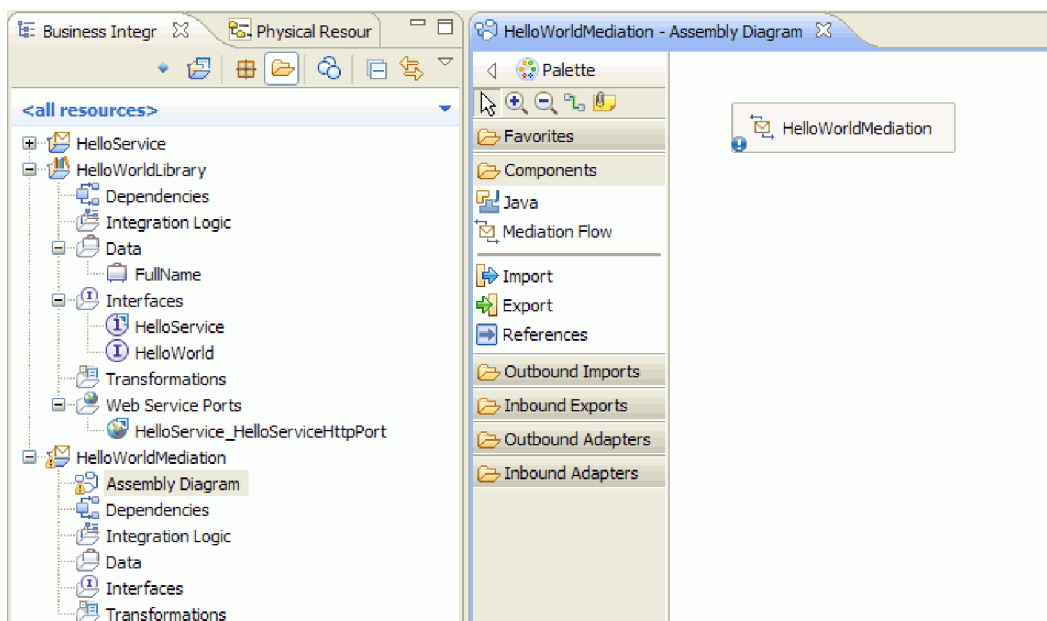 Business Integr
Physical Resour
<all resources>
HelloService
HelloWorldLibrary
Dependencies
Integration Logic
Data
FullName
Interfaces
HelloService
HelloWorld
Transformations
Web Service Ports
HelloService_HelloServiceHttpPort
HelloWorldMediation
Assembly Diagram
Dependencies
Integration Logic
Data
Interfaces
Transformations
HelloWorldMediation - Assembly Diagram
Palette
Favorites
Components
Java
Mediation Flow
Import
Export
References
Outbound Imports
Inbound Exports
Outbound Adapters
Inbound Adapters
HelloWorldMediation